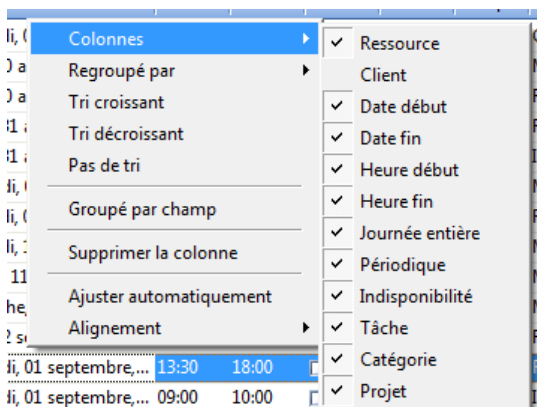 Colonnes
Regroupé par
Tri croissant
Tri décroissant
Pas de tri
Groupé par champ
Supprimer la colonne
Ajuster automatiquement
Alignement
Ressource
Client
Date début
Date fin
Heure début
Heure fin
Journée entière
Périodique
Indisponibilité
Tâche
Catégorie
Projet
di, 01 septembre,... 13:30 18:00
di, 01 septembre,... 09:00 10:00